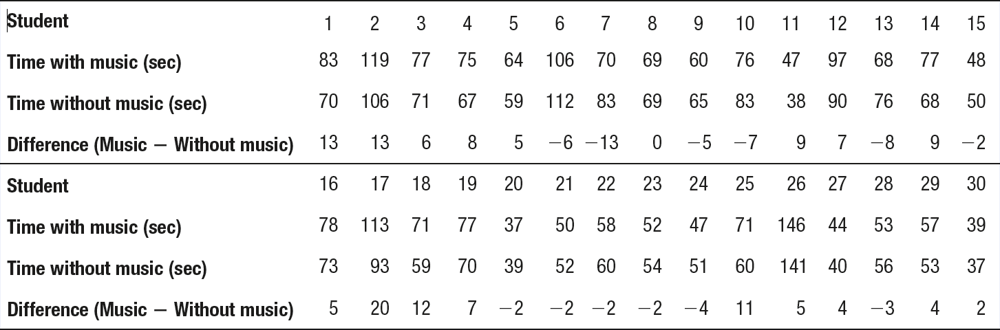 Student 1 2 3 4 5 6 7 8 9 10 11 12 13 14 15
Time with music (sec) 83 119 77 75 64 106 70 69 60 76 47 97 68 77 48
Time without music (sec) 70 106 71 67 59 112 83 69 65 83 38 90 76 68 50
Difference (Music − Without music) 13 13 6 8 5 −6 −13 0 −5 −7 9 7 −8 9 −2
Student 16 17 18 19 20 21 22 23 24 25 26 27 28 29 30
Time with music (sec) 78 113 71 77 37 50 58 52 47 71 146 44 53 57 39
Time without music (sec) 73 93 59 70 39 52 60 54 51 60 141 40 56 53 37
Difference (Music − Without music) 5 20 12 7 −2 −2 −2 −2 −4 11 5 4 −3 4 2